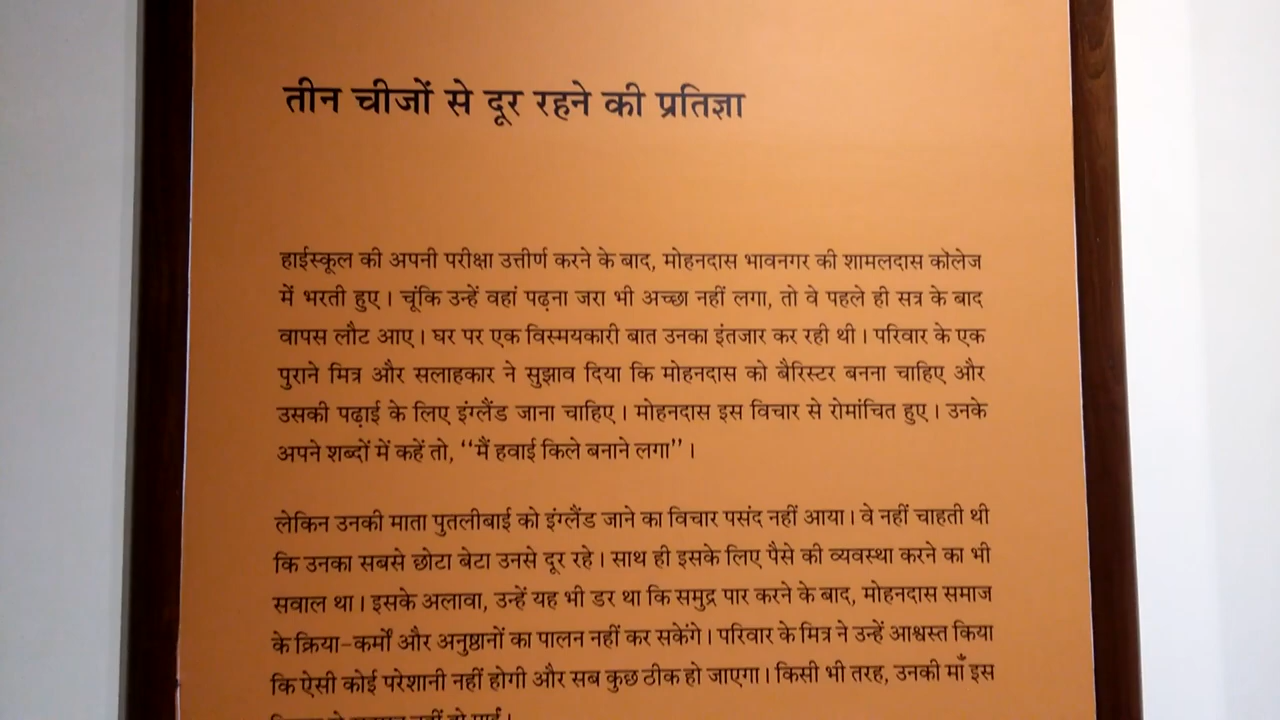 तीन चीजों से दूर रहने की प्रतिज्ञा
हाईस्कूल की अपनी परीक्षा उत्तीर्ण करने के बाद, मोहनदास भावनगर की शामलदास कॉलेज
में भरती हुए। चूंकि उन्हें वहां पढ़ना जरा भी अच्छा नहीं लगा, तो वे पहले ही सत्र के बाद
वापस लौट आए। घर पर एक विस्मयकारी बात उनका इंतजार कर रही थी। परिवार के एक
पुराने मित्र और सलाहकार ने सुझाव दिया कि मोहनदास को बैरिस्टर बनना चाहिए और
उसकी पढ़ाई के लिए इंग्लैंड जाना चाहिए। मोहनदास इस विचार से रोमांचित हुए। उनके
अपने शब्दों में कहें तो, ‘‘मैं हवाई किले बनाने लगा’’।
लेकिन उनकी माता पुतलीबाई को इंग्लैंड जाने का विचार पसंद नहीं आया। वे नहीं चाहती थी
कि उनका सबसे छोटा बेटा उनसे दूर रहे। साथ ही इसके लिए पैसे की व्यवस्था करने का भी
सवाल था। इसके अलावा, उन्हें यह भी डर था कि समुद्र पार करने के बाद, मोहनदास समाज
के क्रिया-कर्मों और अनुष्ठानों का पालन नहीं कर सकेंगे। परिवार के मित्र ने उन्हें आश्वस्त किया
कि ऐसी कोई परेशानी नहीं होगी और सब कुछ ठीक हो जाएगा। किसी भी तरह, उनकी माँ इस